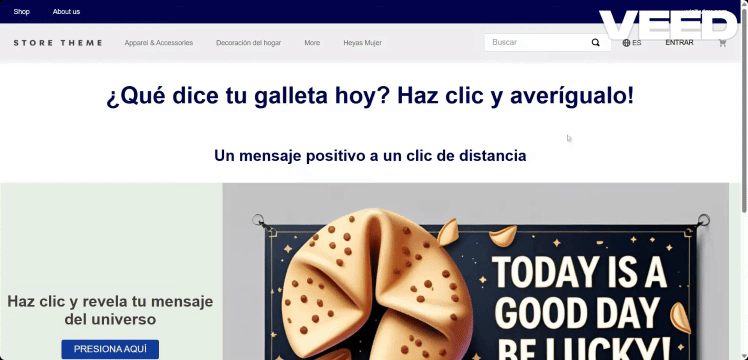 Shop
About us
VEED
STORE THEME
Apparel & Accessories
Decoración del hogar
More
Heyas Mujer
Buscar
ES
ENTRAR
¿Qué dice tu galleta hoy? Haz clic y averígualo!
Un mensaje positivo a un clic de distancia
Haz clic y revela tu mensaje
del universo
PRESIONA AQUÍ
TODAY IS A
GOOD DAY
BE LUCKY!